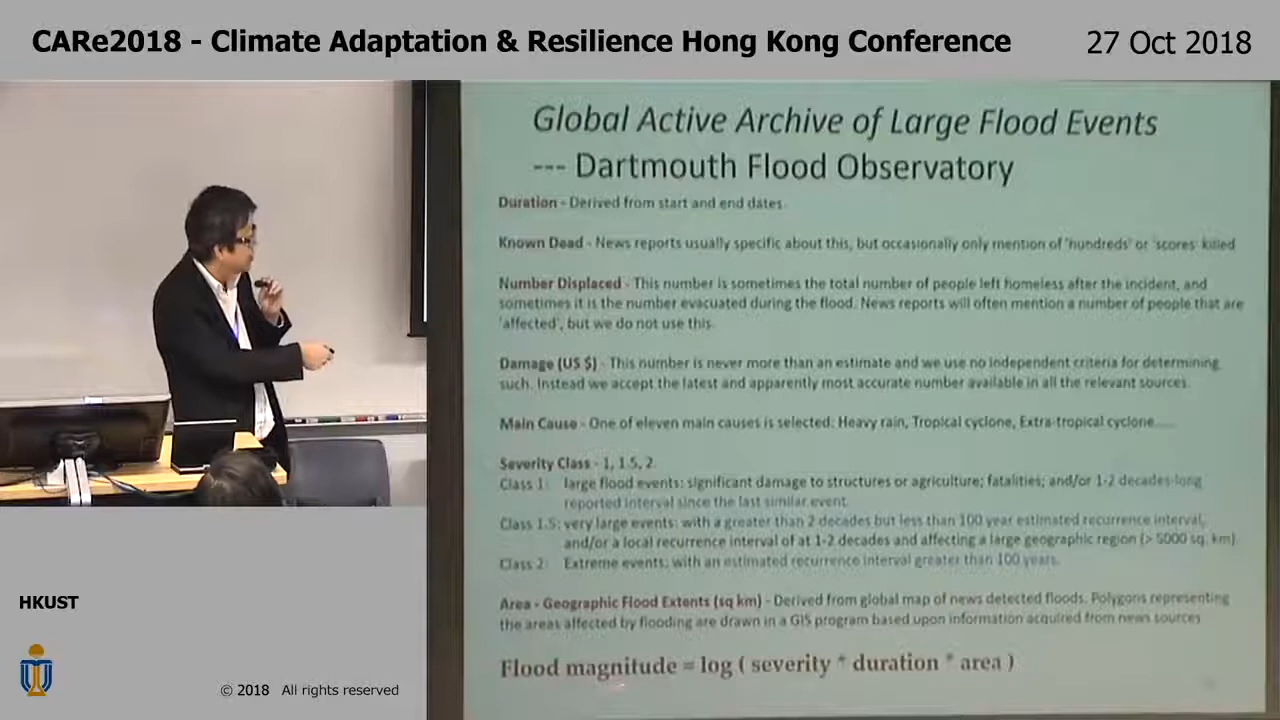 CARe2018 - Climate Adaptation & Resilience Hong Kong Conference
27 Oct 2018
Global Active Archive of Large Flood Events
--- Dartmouth Flood Observatory
Duration - Derived from start and end dates.
Known Dead - News reports usually specific about this, but occasionally only mention of 'hundreds' or 'scores' killed
Number Displaced - This number is sometimes the total number of people left homeless after the incident, and
sometimes it is the number evacuated during the flood. News reports will often mention a number of people that are
'affected', but we do not use this.
Damage (US $) - This number is never more than an estimate and we use no independent criteria for determining
such. Instead we accept the latest and apparently most accurate number available in all the relevant sources.
Main Cause - One of eleven main causes is selected: Heavy rain, Tropical cyclone, Extra-tropical cyclone......
Severity Class - 1, 1.5, 2.
Class 1: large flood events: significant damage to structures or agriculture; fatalities; and/or 1-2 decades-long
reported interval since the last similar event.
Class 1.5: very large events: with a greater than 2 decades but less than 100 year estimated recurrence interval,
and/or a local recurrence interval of at 1-2 decades and affecting a large geographic region (> 5000 sq. km).
Class 2: Extreme events: with an estimated recurrence interval greater than 100 years.
Area - Geographic Flood Extents (sq km) - Derived from global map of news detected floods. Polygons representing
the areas affected by flooding are drawn in a GIS program based upon information acquired from news sources
Flood magnitude = log ( severity * duration * area )
HKUST
© 2018 All rights reserved